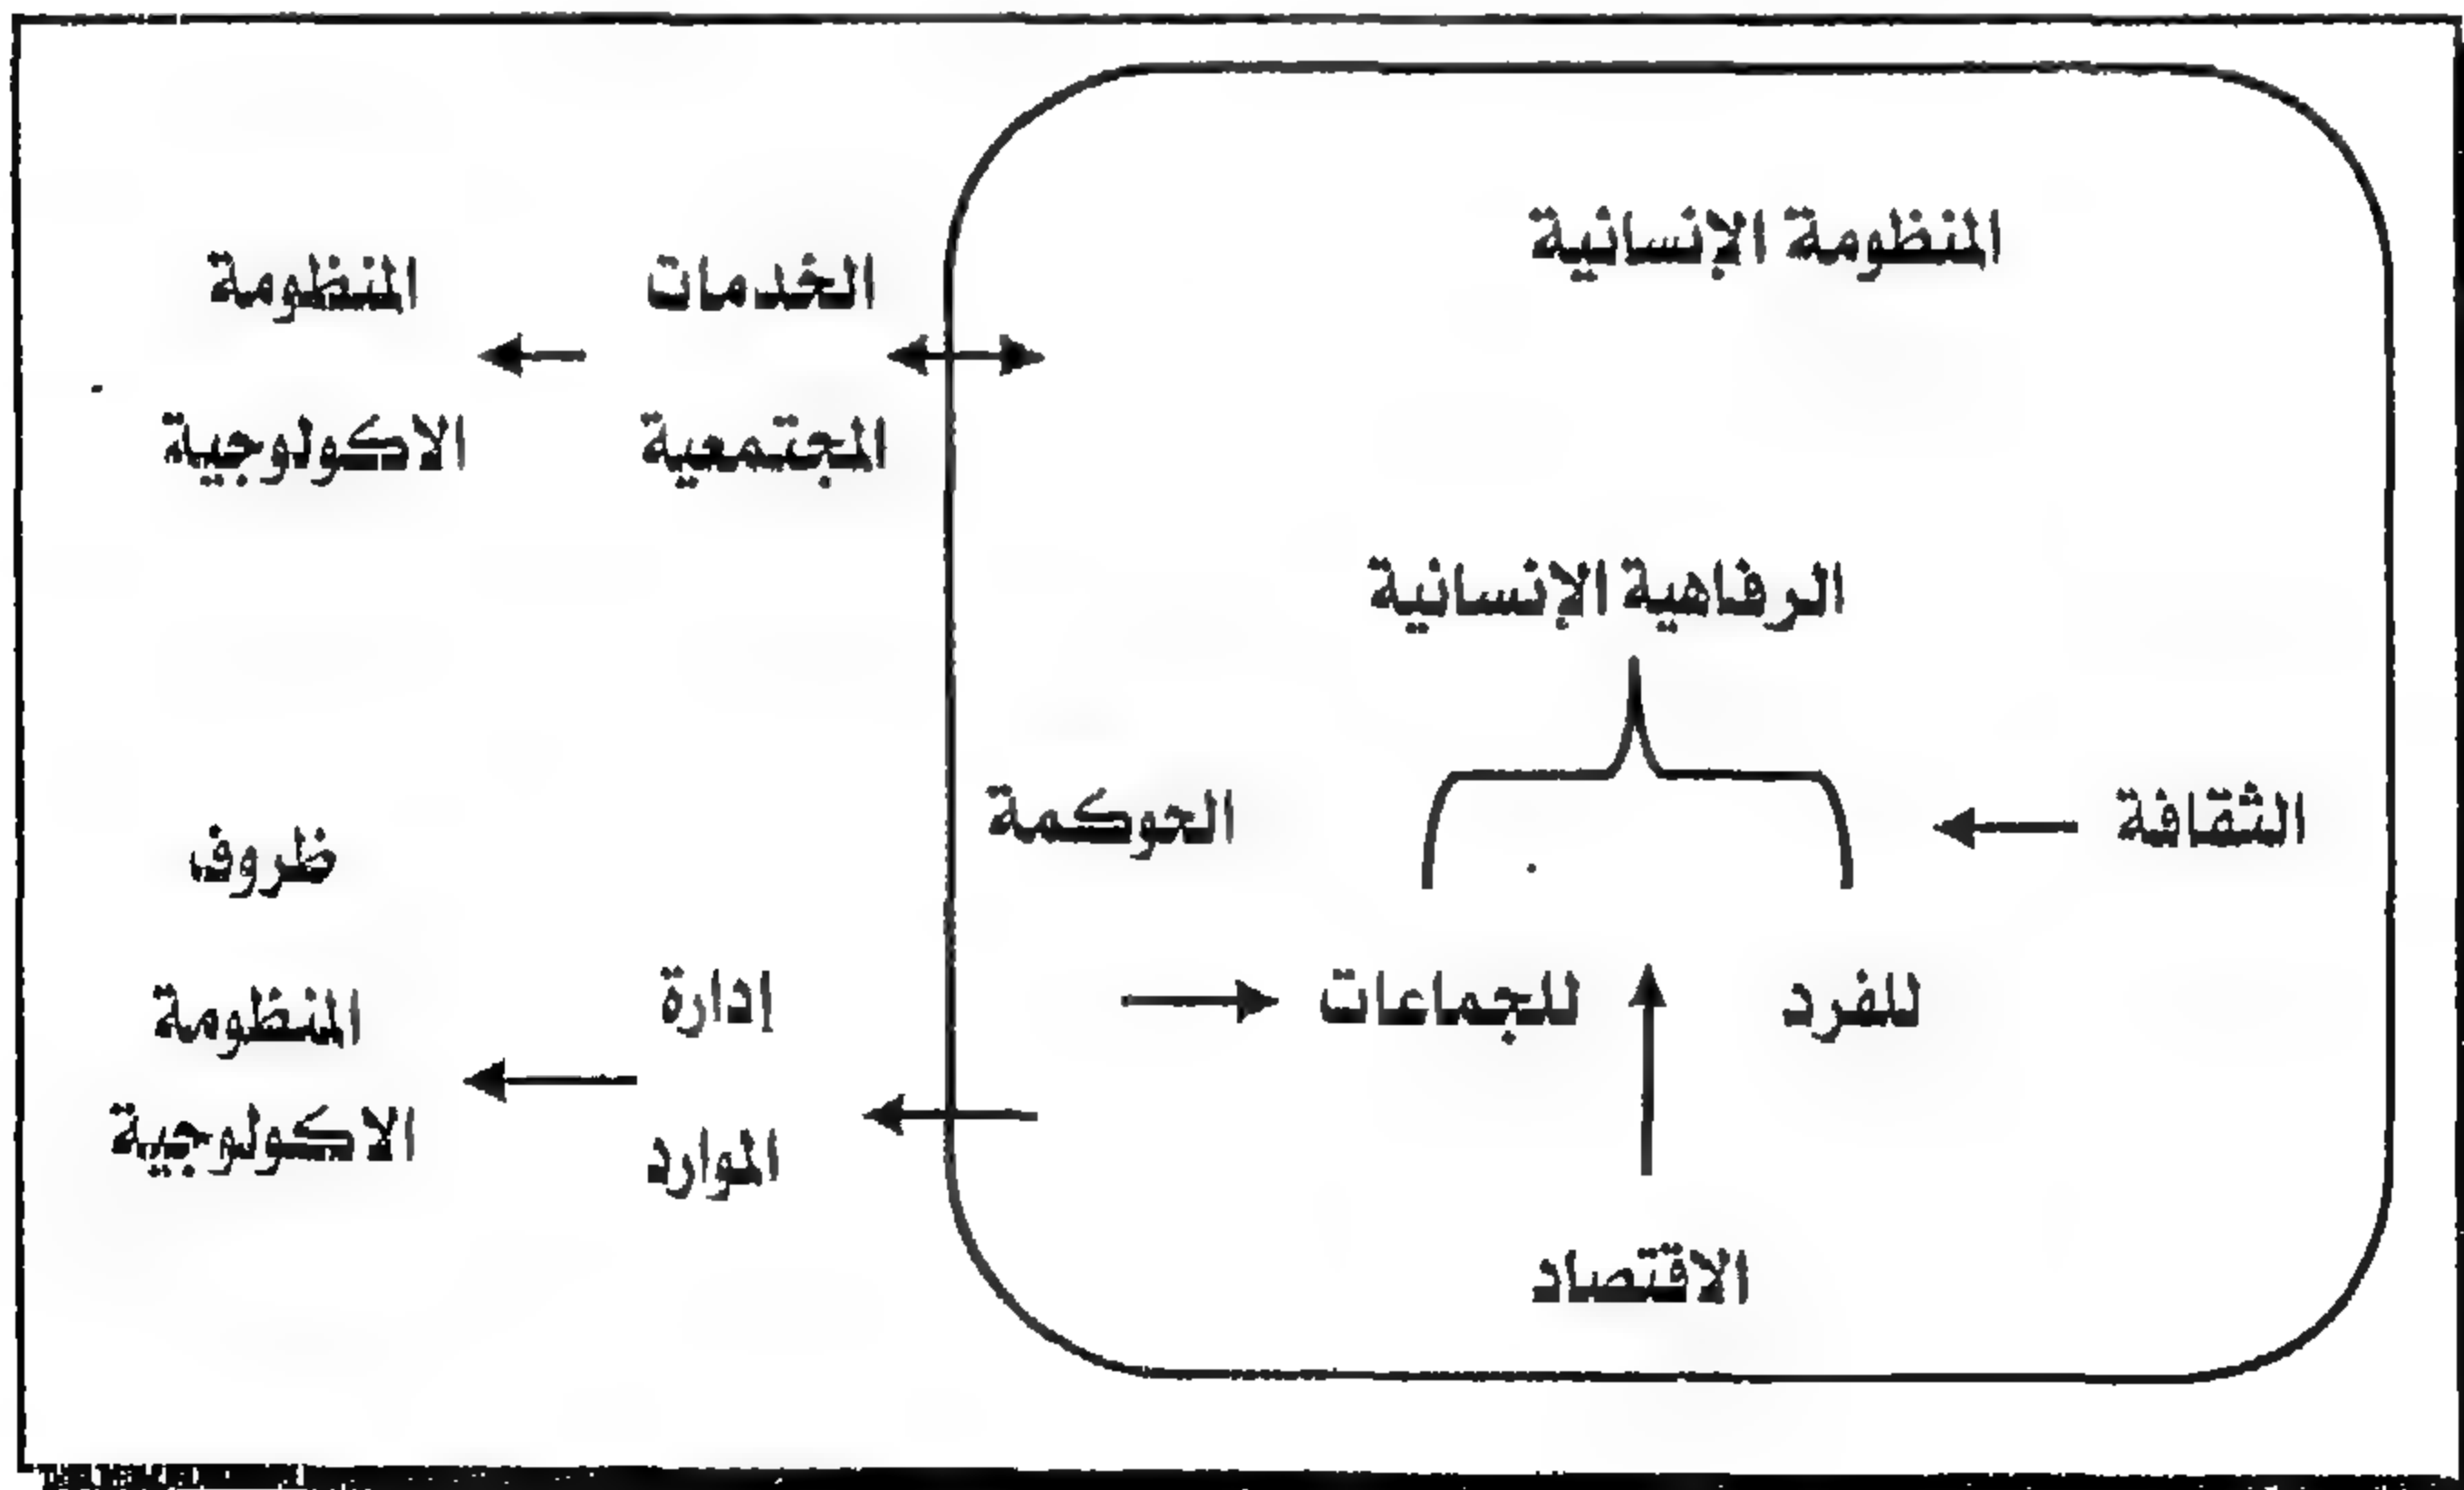 المنظومة الإنسانية
الرفاهية الإنسانية
الثقافة
للفرد
للجماعات
الاقتصاد
الحوكمة
الخدمات
المجتمعية
المنظومة
الاكولوجية
إدارة
الموارد
ظروف
المنظومة
الاكولوجية